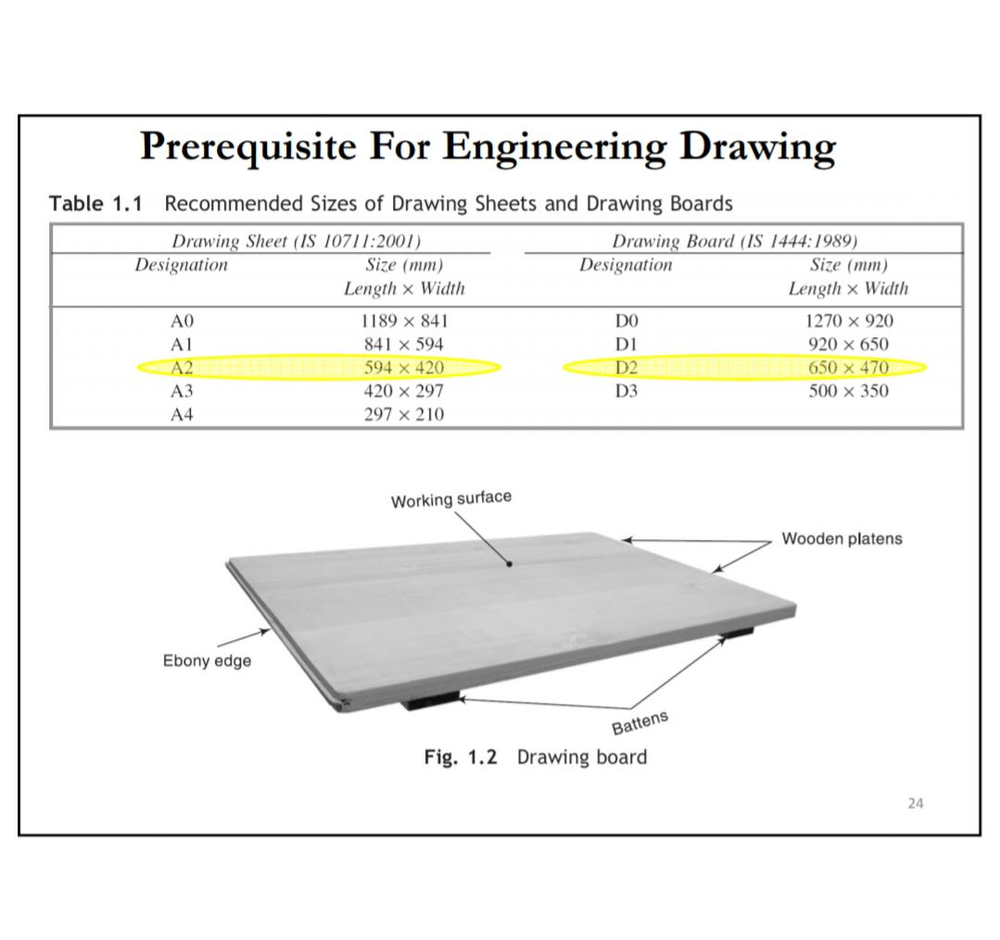 Prerequisite For Engineering Drawing
Table 1.1 Recommended Sizes of Drawing Sheets and Drawing Boards
Drawing Sheet (IS 10711:2001) Drawing Board (IS 1444:1989)
Designation Size (mm) Designation Size (mm)
Length × Width Length × Width
A0 1189 × 841 D0 1270 × 920
A1 841 × 594 D1 920 × 650
A2 594 × 420 D2 650 × 470
A3 420 × 297 D3 500 × 350
A4 297 × 210
Working surface
Wooden platens
Ebony edge
Battens
Fig. 1.2 Drawing board
24